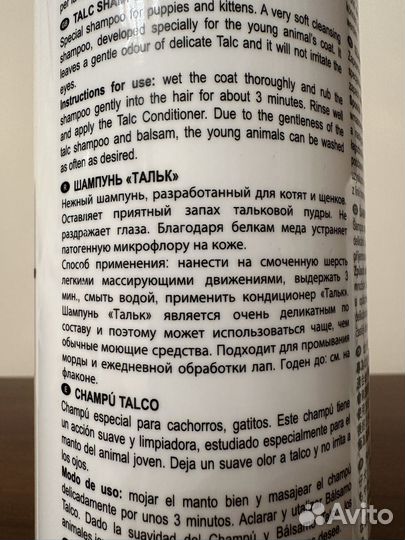 TALC SHAM
Special shampoo for puppies and kittens. A very soft cleansing
shampoo, developed specially for the young animal's coat. It
leaves a gentle odour of delicate Talc and it will not irritate the
eyes.
Instructions for use: wet the coat thoroughly and rub the
shampoo gently into the hair for about 3 minutes. Rinse well
and apply the Talc Conditioner. Due to the gentleness of the
talc shampoo and balsam, the young animals can be washed
as often as desired.
ШАМПУНЬ «ТАЛЬК»
Нежный шампунь, разработанный для котят и щенков.
Оставляет приятный запах тальковой пудры. Не
раздражает глаза. Благодаря белкам меда устраняет
патогенную микрофлору на коже.
Способ применения: нанести на смоченную шерсть
легкими массирующими движениями, выдержать 3
мин., смыть водой, применить кондиционер «Тальк».
Шампунь «Тальк» является очень деликатным по
составу и поэтому может использоваться чаще, чем
обычные моющие средства. Подходит для промывания
морды и ежедневной обработки лап. Годен до: см. на
флаконе.
E CHAMPÚ TALCO
Champú especial para cachorros, gatitos. Este champú tiene
un acción suave y limpiadora, estudiado especialmente para el
manto del animal joven. Deja un suave olor a talco y no irrita a
los ojos.
Modo de uso: mojar el manto bien y masajear el champú
delicadamente por unos 3 minutos. Aclarar y utilizar Bálsamo
Talco. Dado la suavidad del Champú y Bálsamo
animales
desee.
Avito